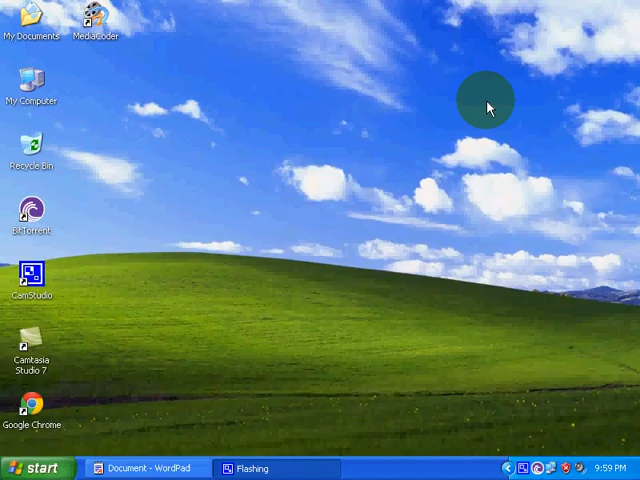 My Documents
MediaCoder
My Computer
Recycle Bin
BitTorrent
CamStudio
Camtasia
Studio 7
Google Chrome
start
Document - WordPad
Flashing
9:59 PM